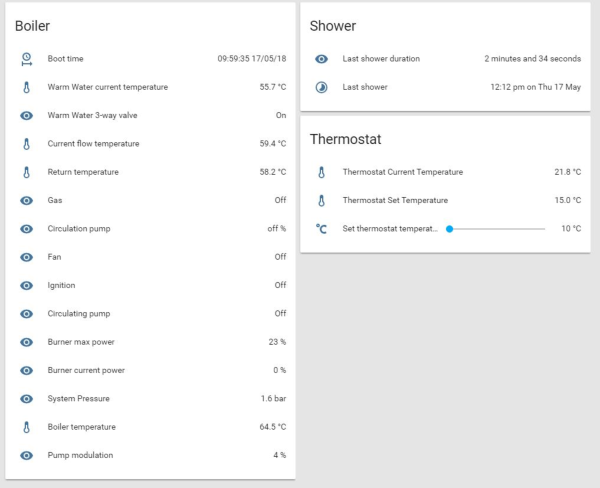 Boiler
Boot time 09:59:35 17/05/18
Warm Water current temperature 55.7 °C
Warm Water 3-way valve On
Current flow temperature 59.4 °C
Return temperature 58.2 °C
Gas Off
Circulation pump off %
Fan Off
Ignition Off
Circulating pump Off
Burner max power 23 %
Burner current power 0 %
System Pressure 1.6 bar
Boiler temperature 64.5 °C
Pump modulation 4 %
Shower
Last shower duration 2 minutes and 34 seconds
Last shower 12:12 pm on Thu 17 May
Thermostat
Thermostat Current Temperature 21.8 °C
Thermostat Set Temperature 15.0 °C
°C Set thermostat temperat... 10 °C